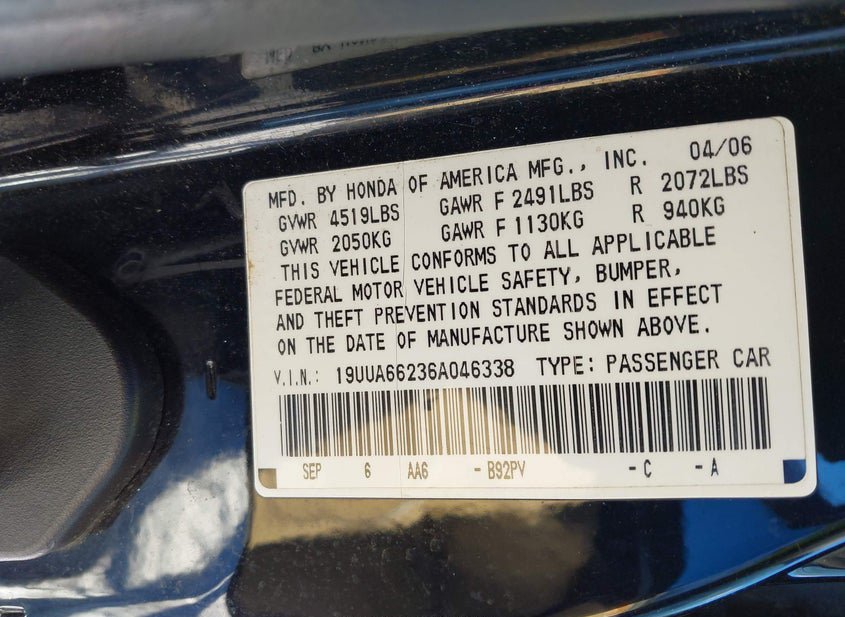 MFD. BY HONDA OF AMERICA MFG., INC. 04/06
GVWR 4519LBS GAWR F 2491LBS R 2072LBS
GVWR 2050KG GAWR F 1130KG R 940KG
THIS VEHICLE CONFORMS TO ALL APPLICABLE
FEDERAL MOTOR VEHICLE SAFETY, BUMPER,
AND THEFT PREVENTION STANDARDS IN EFFECT
ON THE DATE OF MANUFACTURE SHOWN ABOVE.
V.I.N.: 19UUA66236A046338 TYPE: PASSENGER CAR
SEP 6 AA6 - B92PV - C - A